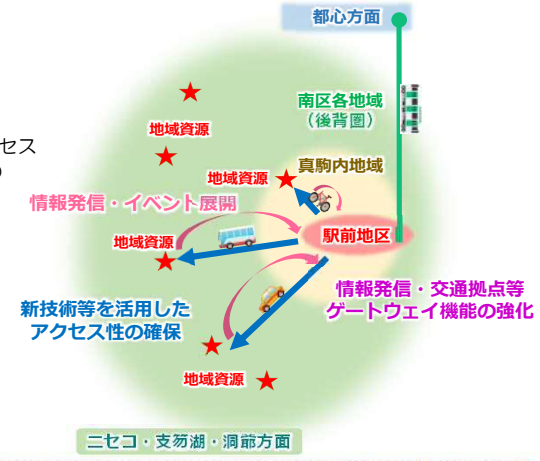 都心方面
南区各地域
（後背圏）
地域資源
セス
真駒内地域
地域資源
情報発信・イベント展開
駅前地区
地域資源
情報発信・交通拠点等
ゲートウェイ機能の強化
新技術等を活用した
アクセス性の確保
地域資源
ニセコ・支笏湖・洞爺方面